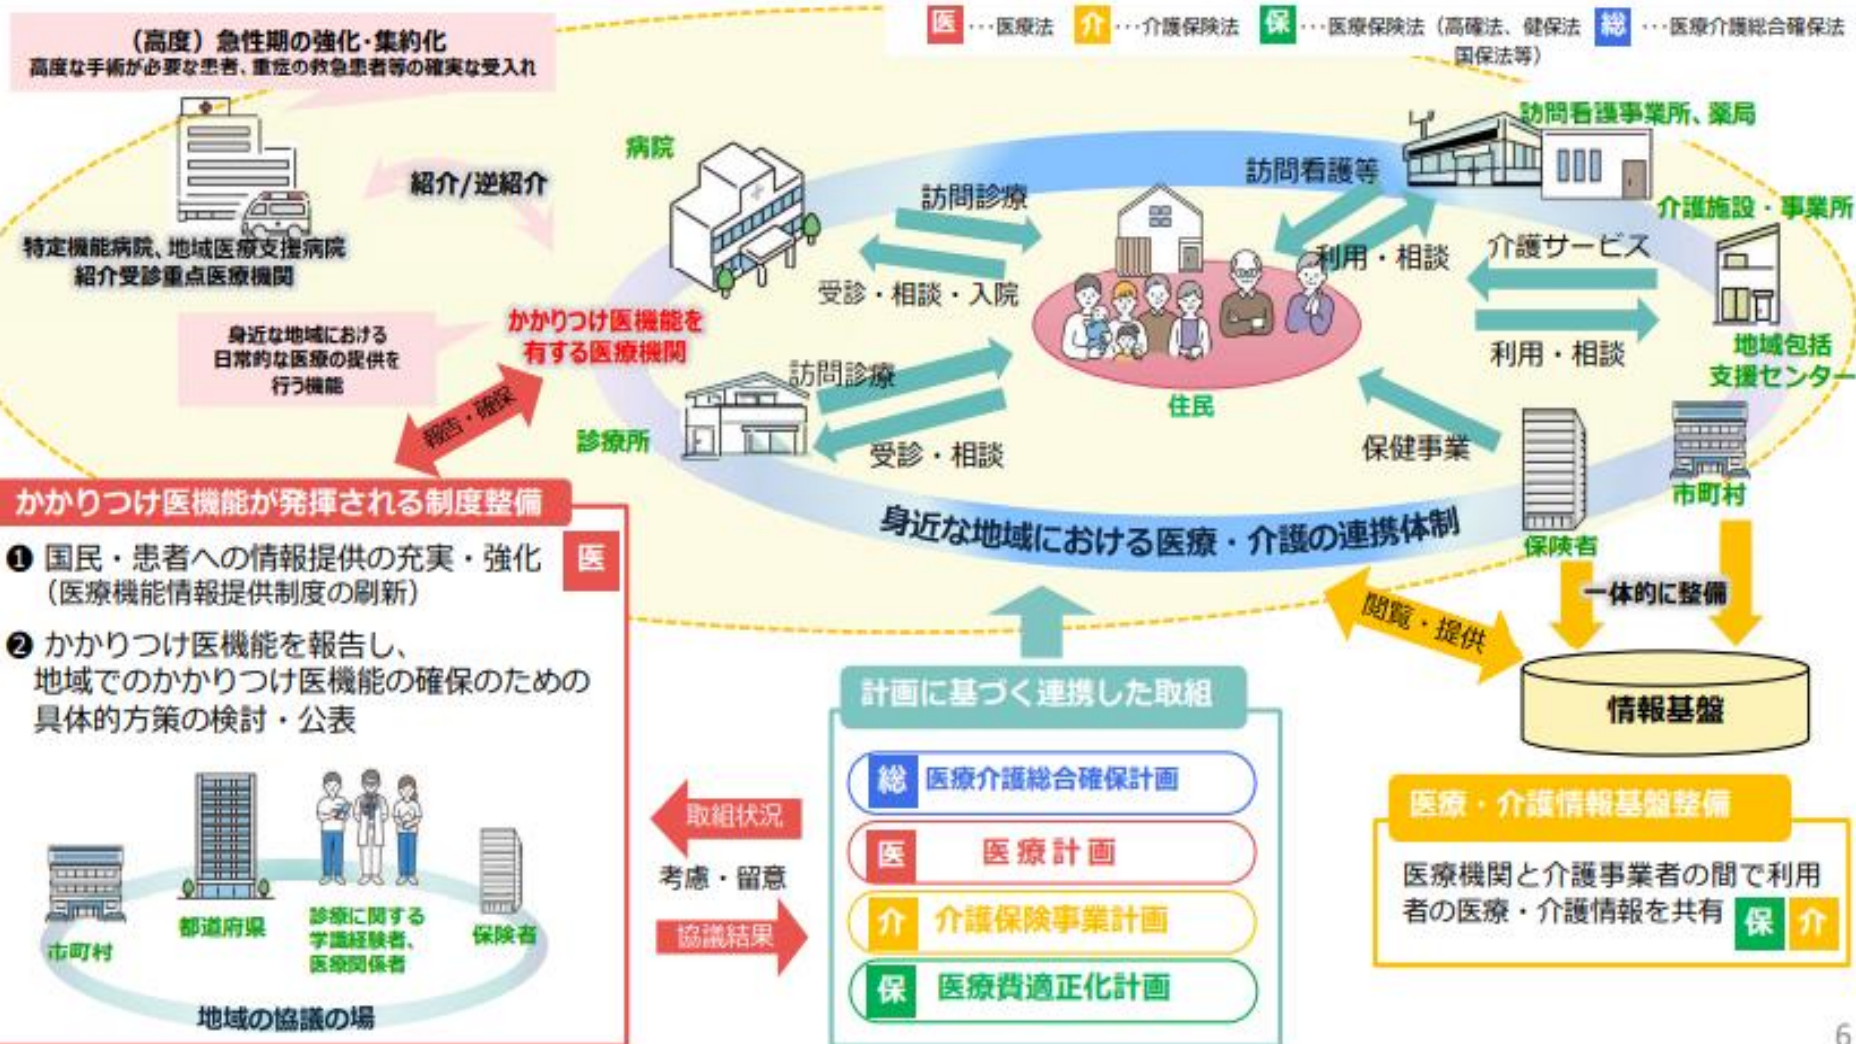 医 …医療法 介 …介護保険法 保 …医療保険法（高確法、健保法
国保法等）
総 …医療介護総合確保法
（高度）急性期の強化・集約化
高度な手術が必要な患者、重症の救急患者等の確実な受入れ
紹介/逆紹介
特定機能病院、地域医療支援病院
紹介受診重点医療機関
病院
訪問診療
受診・相談・入院
訪問看護等
利用・相談
訪問看護事業所、薬局
介護施設・事業所
介護サービス
利用・相談
地域包括
支援センター
身近な地域における
日常的な医療の提供を
行う機能
かかりつけ医機能を
有する医療機関
報告・確保
診療所
訪問診療
受診・相談
住民
保健事業
保険者
市町村
身近な地域における医療・介護の連携体制
一体的に整備
閲覧・提供
情報基盤
かかりつけ医機能が発揮される制度整備
医
❶ 国民・患者への情報提供の充実・強化
（医療機能情報提供制度の刷新）
❷ かかりつけ医機能を報告し、
地域でのかかりつけ医機能の確保のための
具体的方策の検討・公表
市町村
都道府県
診療に関する
学識経験者、
医療関係者
保険者
地域の協議の場
取組状況
考慮・留意
協議結果
計画に基づく連携した取組
総 医療介護総合確保計画
医 医療計画
介 介護保険事業計画
保 医療費適正化計画
医療・介護情報基盤整備
医療機関と介護事業者の間で利用
者の医療・介護情報を共有 保 介
6